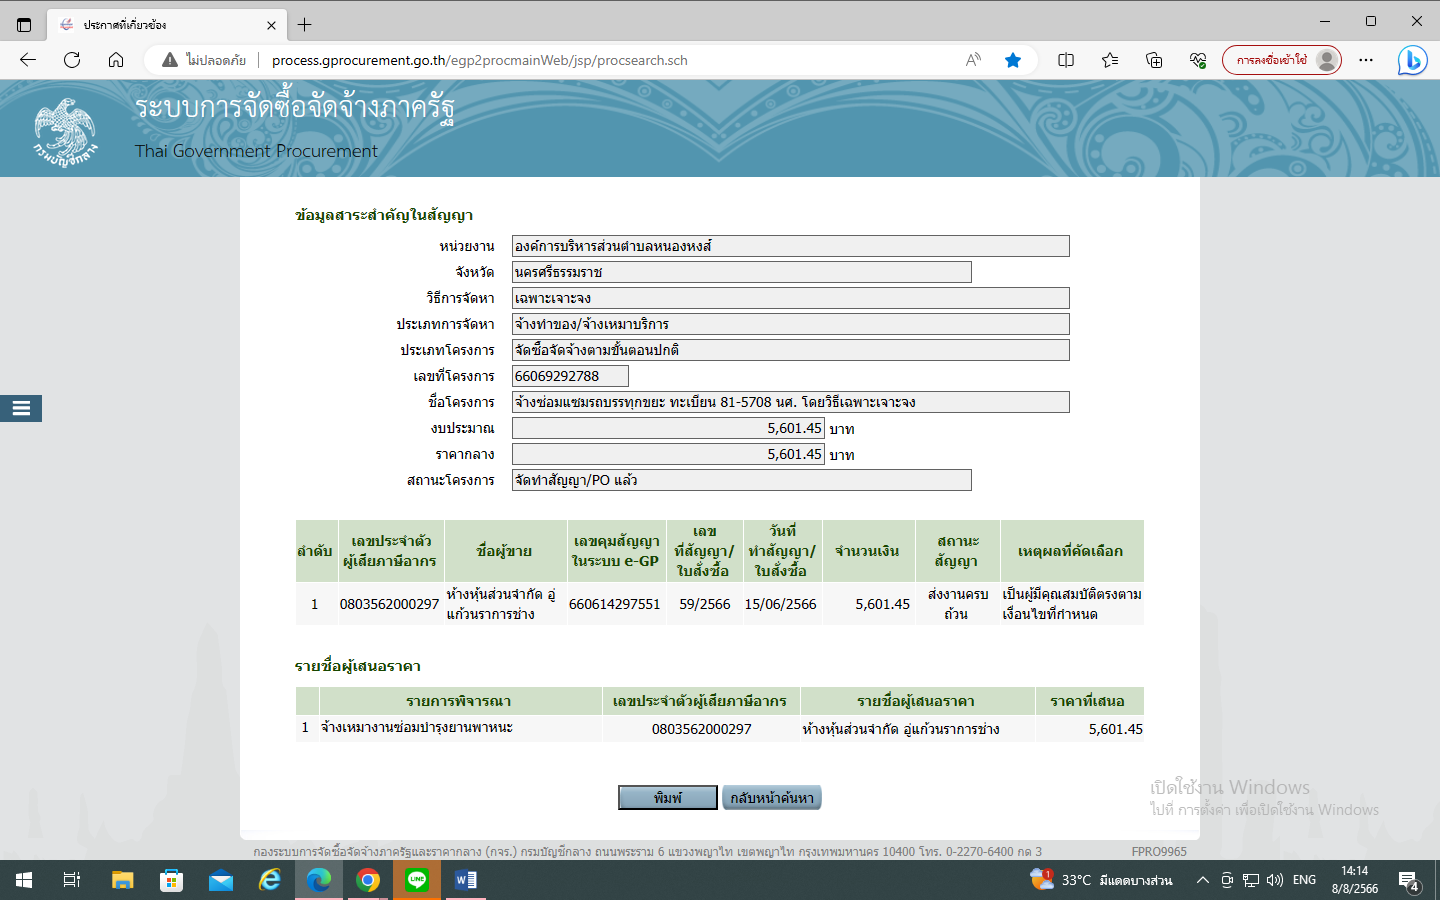 ประกาศที่เกี่ยวข้อง
ไม่ปลอดภัย
process.gprocurement.go.th/egp2procmainWeb/jsp/procsearch.sch
การลงชื่อเข้าใช้
ระบบการจัดซื้อจัดจ้างภาครัฐ
Thai Government Procurement
กรมบัญชีกลาง
ข้อมูลสาระสำคัญในสัญญา
หน่วยงาน องค์การบริหารส่วนตำบลหนองหงส์
จังหวัด นครศรีธรรมราช
วิธีการจัดหา เฉพาะเจาะจง
ประเภทการจัดหา จ้างทำของ/จ้างเหมาบริการ
ประเภทโครงการ จัดซื้อจัดจ้างตามขั้นตอนปกติ
เลขที่โครงการ 66069292788
ชื่อโครงการ จ้างซ่อมแซมรถบรรทุกขยะ ทะเบียน 81-5708 นศ. โดยวิธีเฉพาะเจาะจง
งบประมาณ 5,601.45 บาท
ราคากลาง 5,601.45 บาท
สถานะโครงการ จัดทำสัญญา/PO แล้ว
ลำดับ เลขประจำตัวผู้เสียภาษีอากร ชื่อผู้ขาย เลขคุมสัญญาในระบบ e-GP เลขที่สัญญา/ใบสั่งซื้อ วันที่ทำสัญญา/ใบสั่งซื้อ จำนวนเงิน สถานะสัญญา เหตุผลที่คัดเลือก
1 0803562000297 ห้างหุ้นส่วนจำกัด อู่แก้วนราการช่าง 660614297551 59/2566 15/06/2566 5,601.45 ส่งงานครบถ้วน เป็นผู้มีคุณสมบัติตรงตามเงื่อนไขที่กำหนด
รายชื่อผู้เสนอราคา
รายการพิจารณา เลขประจำตัวผู้เสียภาษีอากร รายชื่อผู้เสนอราคา ราคาที่เสนอ
1 จ้างเหมางานซ่อมบำรุงยานพาหนะ 0803562000297 ห้างหุ้นส่วนจำกัด อู่แก้วนราการช่าง 5,601.45
พิมพ์ กลับหน้าค้นหา
เปิดใช้งาน Windows
ไปที่ การตั้งค่า เพื่อเปิดใช้งาน Windows
กองระบบการจัดซื้อจัดจ้างภาครัฐและราคากลาง (กจร.) กรมบัญชีกลาง ถนนพระราม 6 แขวงพญาไท เขตพญาไท กรุงเทพมหานคร 10400 โทร. 0-2270-6400 กด 3 FPRO9965
1 33°C มีแดดบางส่วน ENG 14:14
8/8/2566 4